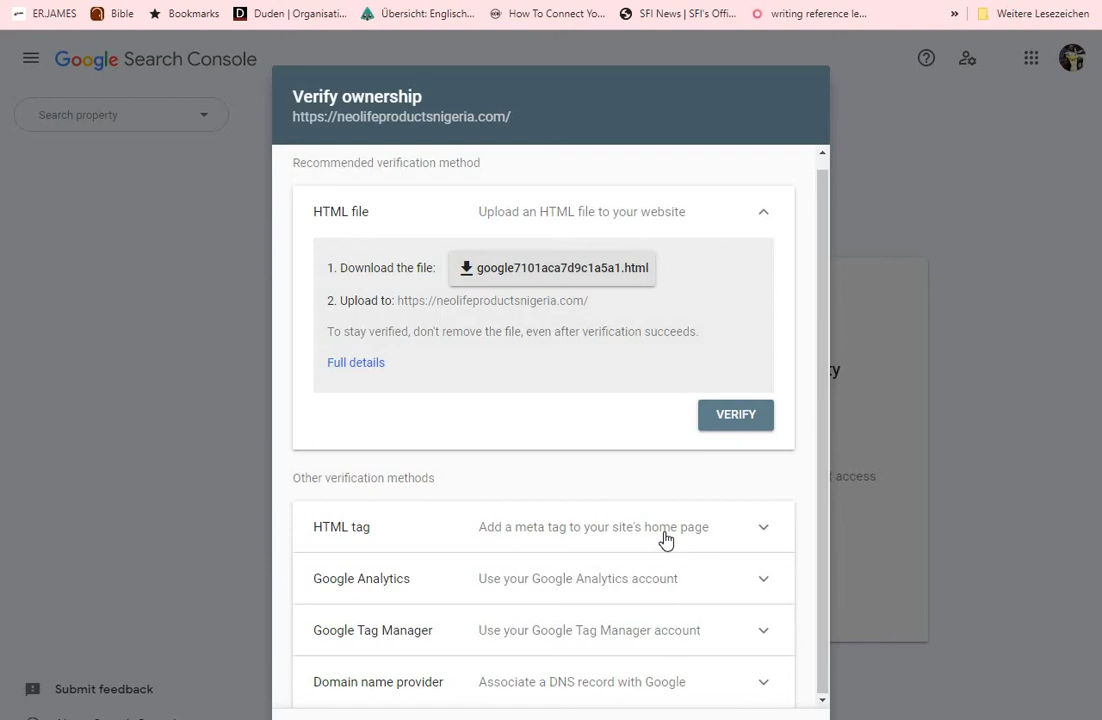 ERJAMES
Bible
Bookmarks
Duden | Organisati...
Übersicht: Englisch...
How To Connect Yo...
SFI News | SFI's Offi...
writing reference le...
»
Weitere Lesezeichen
Google Search Console
Search property
Verify ownership
https://neolifeproductsnigeria.com/
Recommended verification method
HTML file
Upload an HTML file to your website
1. Download the file:
google7101aca7d9c1a5a1.html
2. Upload to: https://neolifeproductsnigeria.com/
To stay verified, don't remove the file, even after verification succeeds.
Full details
ty
VERIFY
t access
Other verification methods
HTML tag
Add a meta tag to your site's home page
Google Analytics
Use your Google Analytics account
Google Tag Manager
Use your Google Tag Manager account
Domain name provider
Associate a DNS record with Google
Submit feedback